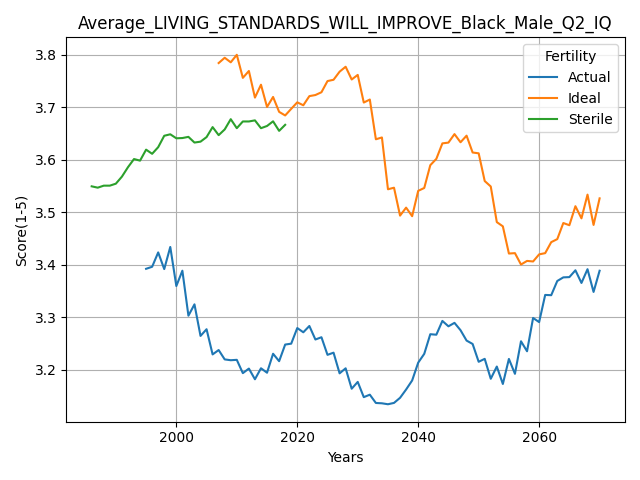 Average_LIVING_STANDARDS_WILL_IMPROVE_Black_Male_Q2_IQ
Fertility
Actual
Ideal
Sterile
Score(1-5)
3.8
3.7
3.6
3.5
3.4
3.3
3.2
2000
2020
2040
2060
Years